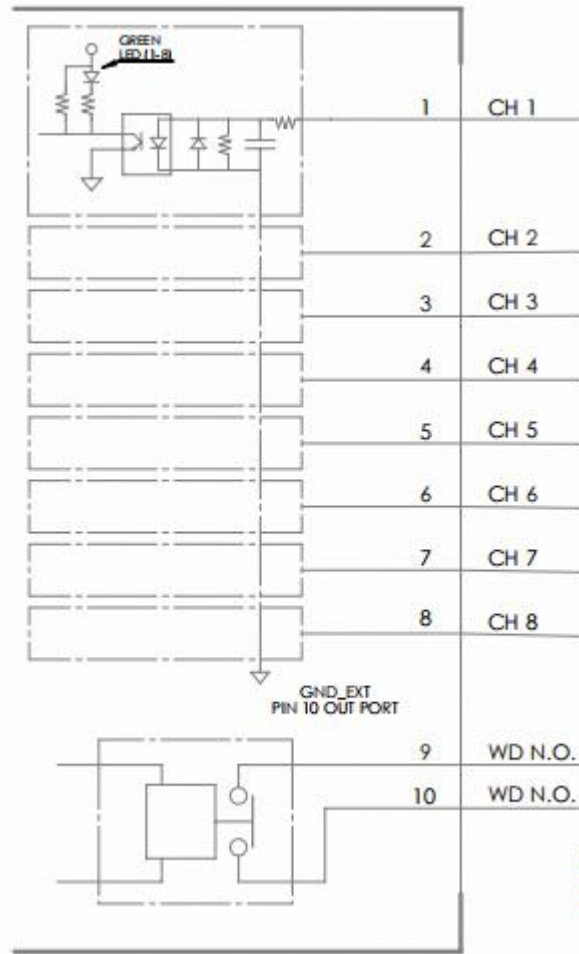 GREEN
LED (1-8)
1 CH 1
2 CH 2
3 CH 3
4 CH 4
5 CH 5
6 CH 6
7 CH 7
8 CH 8
GND_EXT
PIN 10 OUT PORT
9 WD N.O.
10 WD N.O.